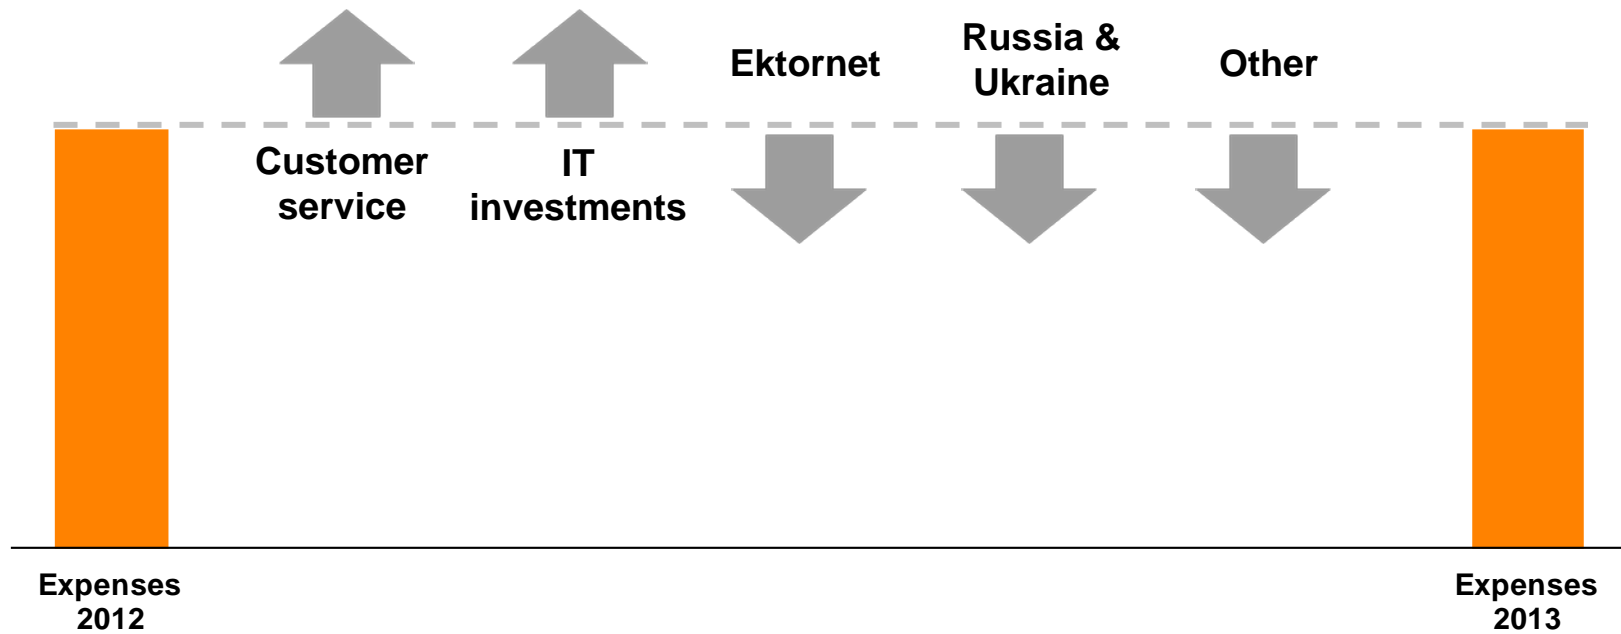 Ektornet
Russia &
Ukraine
Other
Customer
service
IT
investments
Expenses
2012
Expenses
2013